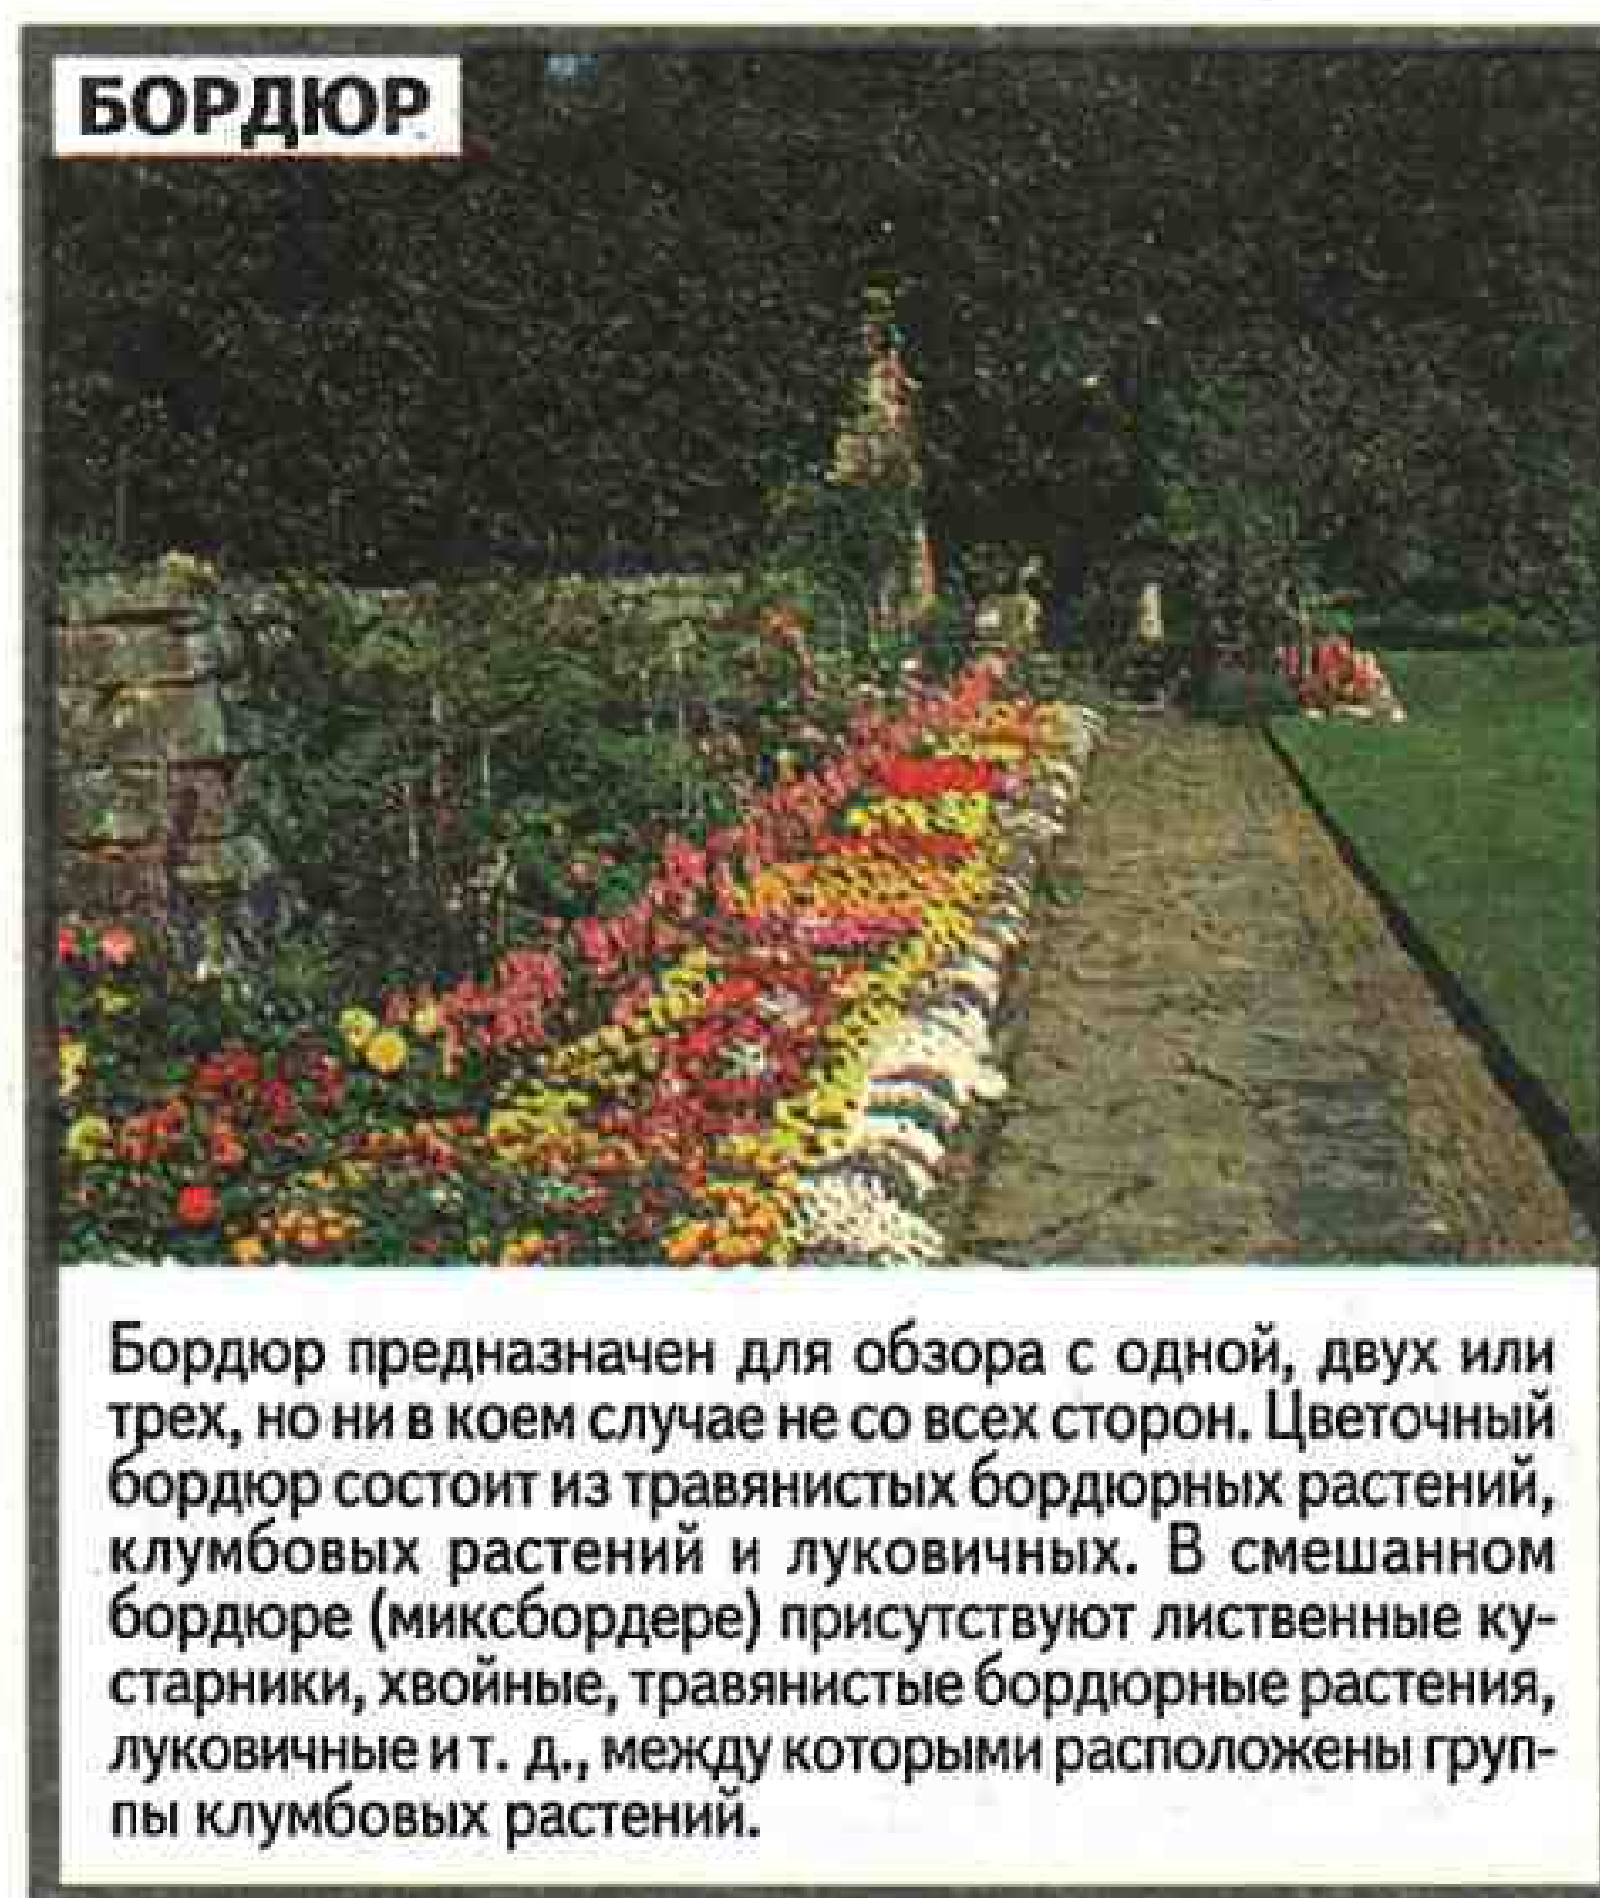 БОРДЮР
Бордюр предназначен для обзора с одной, двух или
трех, но ни в коем случае не со всех сторон. Цветочный
бордюр состоит из травянистых бордюрных растений,
клумбовых растений и луковичных. В смешанном
бордюре (миксбордере) присутствуют лиственные ку-
старники, хвойные, травянистые бордюрные растения,
луковичные и т. д., между которыми расположены груп-
пы клумбовых растений.